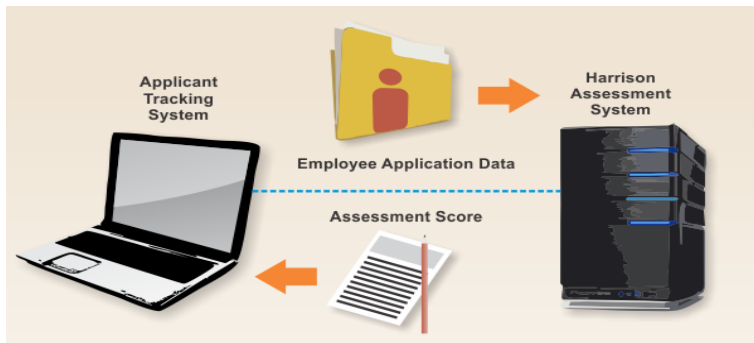 Applicant
Tracking
System
Harrison
Assessment
System
Employee Application Data
Assessment Score